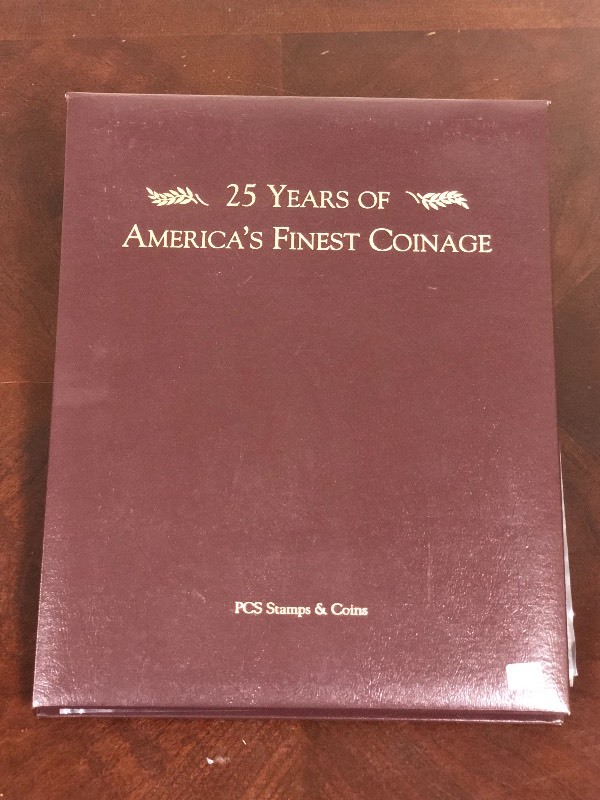 25 YEARS OF
AMERICA'S FINEST COINAGE
PCS Stamps & Coins